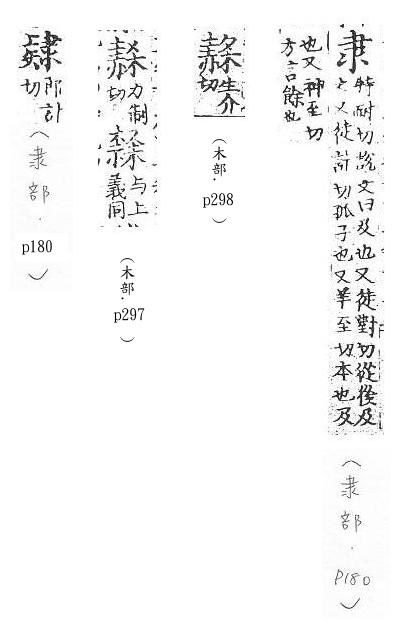 隶
特耐切說文曰及也又徒對切從後及
之又徒計切狐子也又羊至切本也及
也又神至切
方言餘也
（隶部．P180）
生介
切
（木部．p298）
力制
切
与上
義同
（木部．p297）
郎計
切
（隶部．p180）